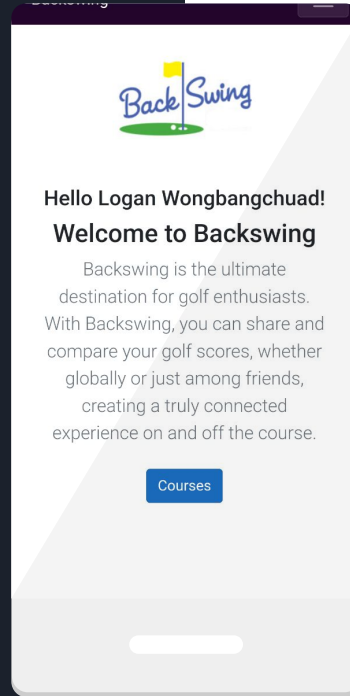 Backswing
Back Swing
Hello Logan Wongbangchuad!
Welcome to Backswing
Backswing is the ultimate
destination for golf enthusiasts.
With Backswing, you can share and
compare your golf scores, whether
globally or just among friends,
creating a truly connected
experience on and off the course.
Courses